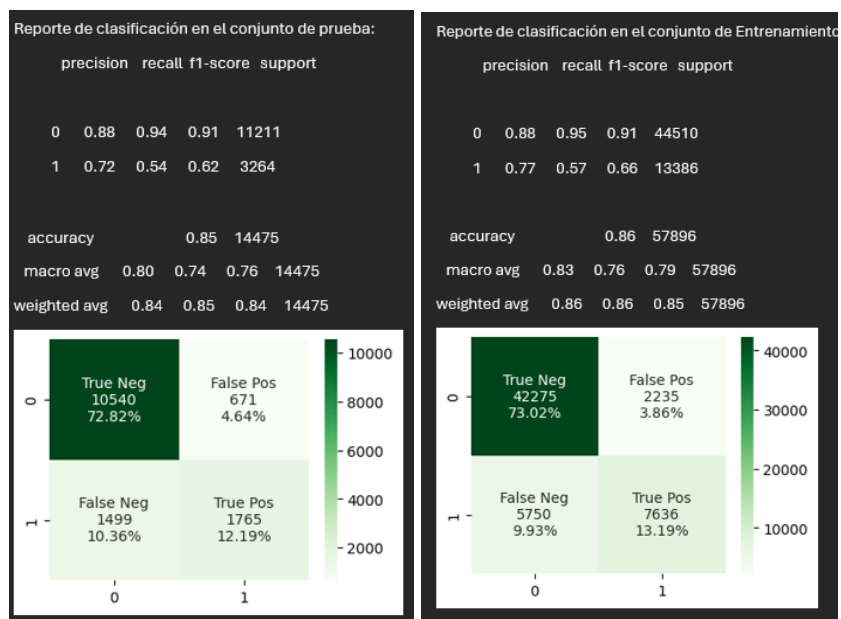 Reporte de clasificación en el conjunto de prueba:
precision recall f1-score support
0 0.88 0.94 0.91 11211
1 0.72 0.54 0.62 3264
accuracy 0.85 14475
macro avg 0.80 0.74 0.76 14475
weighted avg 0.84 0.85 0.84 14475
True Neg
10540
72.82%
False Pos
671
4.64%
False Neg
1499
10.36%
True Pos
1765
12.19%
0
1
0
1
10000
8000
6000
4000
2000
Reporte de clasificación en el conjunto de Entrenamiento
precision recall f1-score support
0 0.88 0.95 0.91 44510
1 0.77 0.57 0.66 13386
accuracy 0.86 57896
macro avg 0.83 0.76 0.79 57896
weighted avg 0.86 0.86 0.85 57896
True Neg
42275
73.02%
False Pos
2235
3.86%
False Neg
5750
9.93%
True Pos
7636
13.19%
0
1
0
1
40000
30000
20000
10000